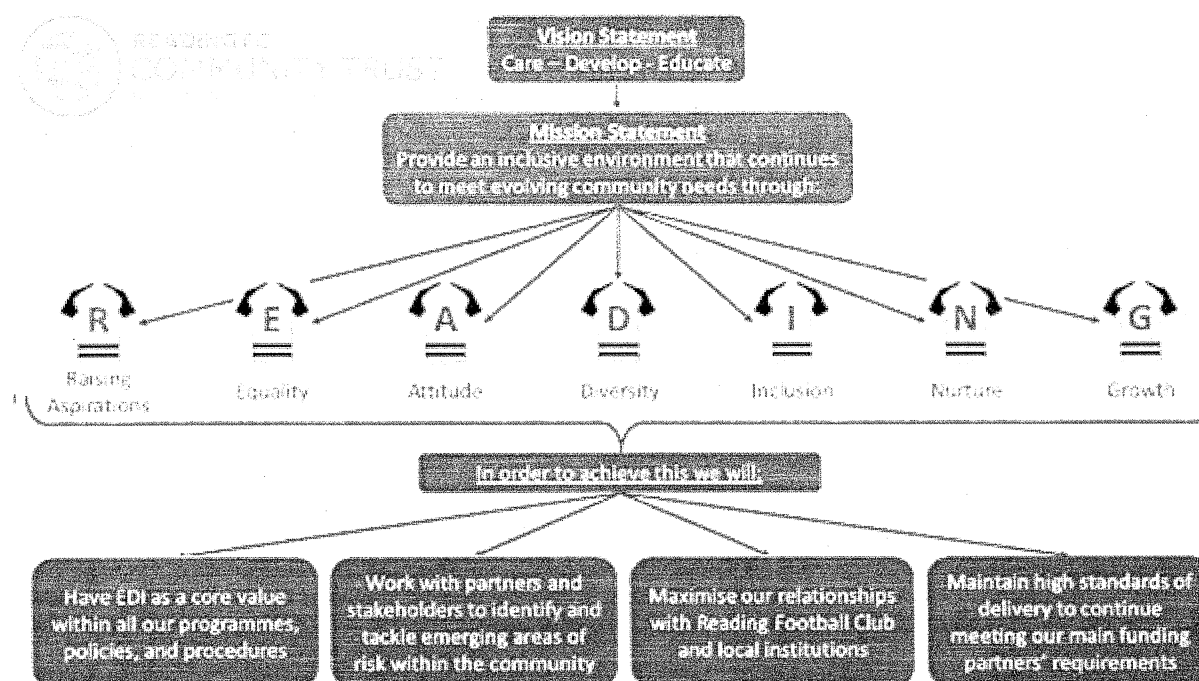 READING FC
COMMUNITY TRUST
Vision Statement
Care – Develop - Educate
Mission Statement
Provide an inclusive environment that continues
to meet evolving community needs through:
R E A D I N G
Raising
Aspirations
Equality
Attitude
Diversity
Inclusion
Nurture
Growth
In order to achieve this we will:
Have EDI as a core value
within all our programmes,
policies, and procedures
Work with partners and
stakeholders to identify and
tackle emerging areas of
risk within the community
Maximise our relationships
with Reading Football Club
and local institutions
Maintain high standards of
delivery to continue
meeting our main funding
partners' requirements